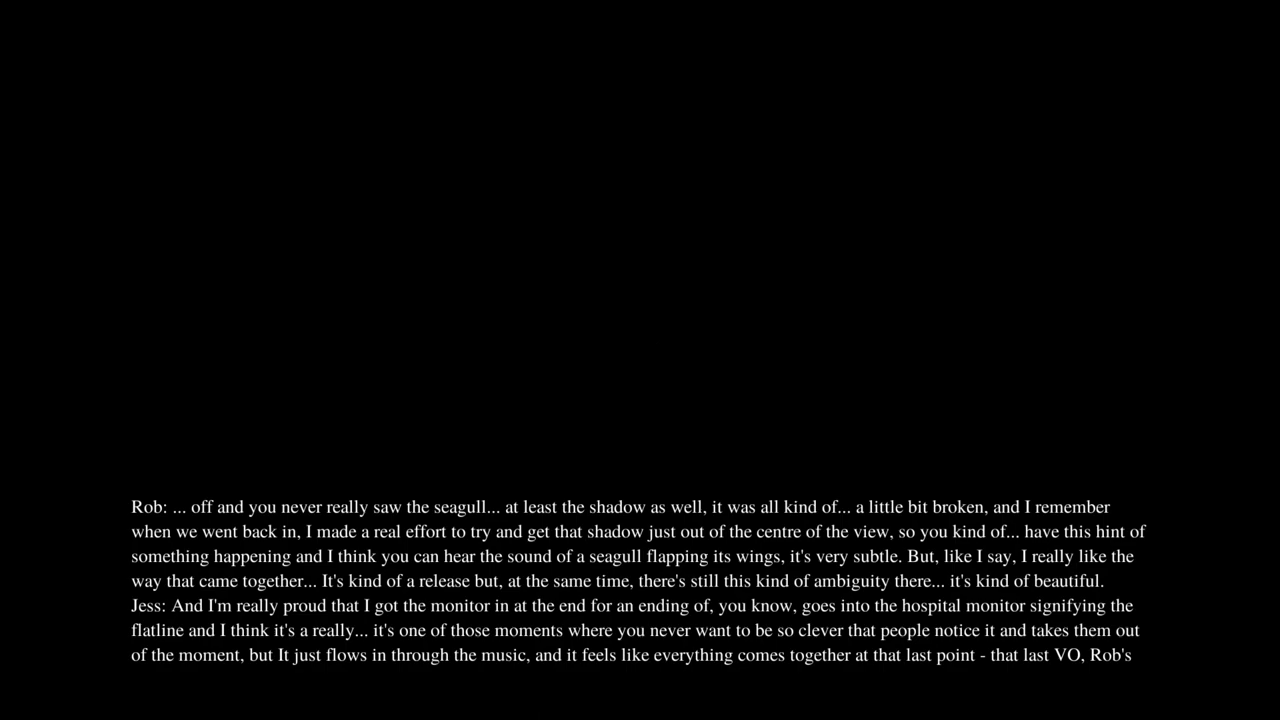 Rob: ... off and you never really saw the seagull... at least the shadow as well, it was all kind of... a little bit broken, and I remember
when we went back in, I made a real effort to try and get that shadow just out of the centre of the view, so you kind of... have this hint of
something happening and I think you can hear the sound of a seagull flapping its wings, it's very subtle. But, like I say, I really like the
way that came together... It's kind of a release but, at the same time, there's still this kind of ambiguity there... it's kind of beautiful.
Jess: And I'm really proud that I got the monitor in at the end for an ending of, you know, goes into the hospital monitor signifying the
flatline and I think it's a really... it's one of those moments where you never want to be so clever that people notice it and takes them out
of the moment, but It just flows in through the music, and it feels like everything comes together at that last point - that last VO, Rob's